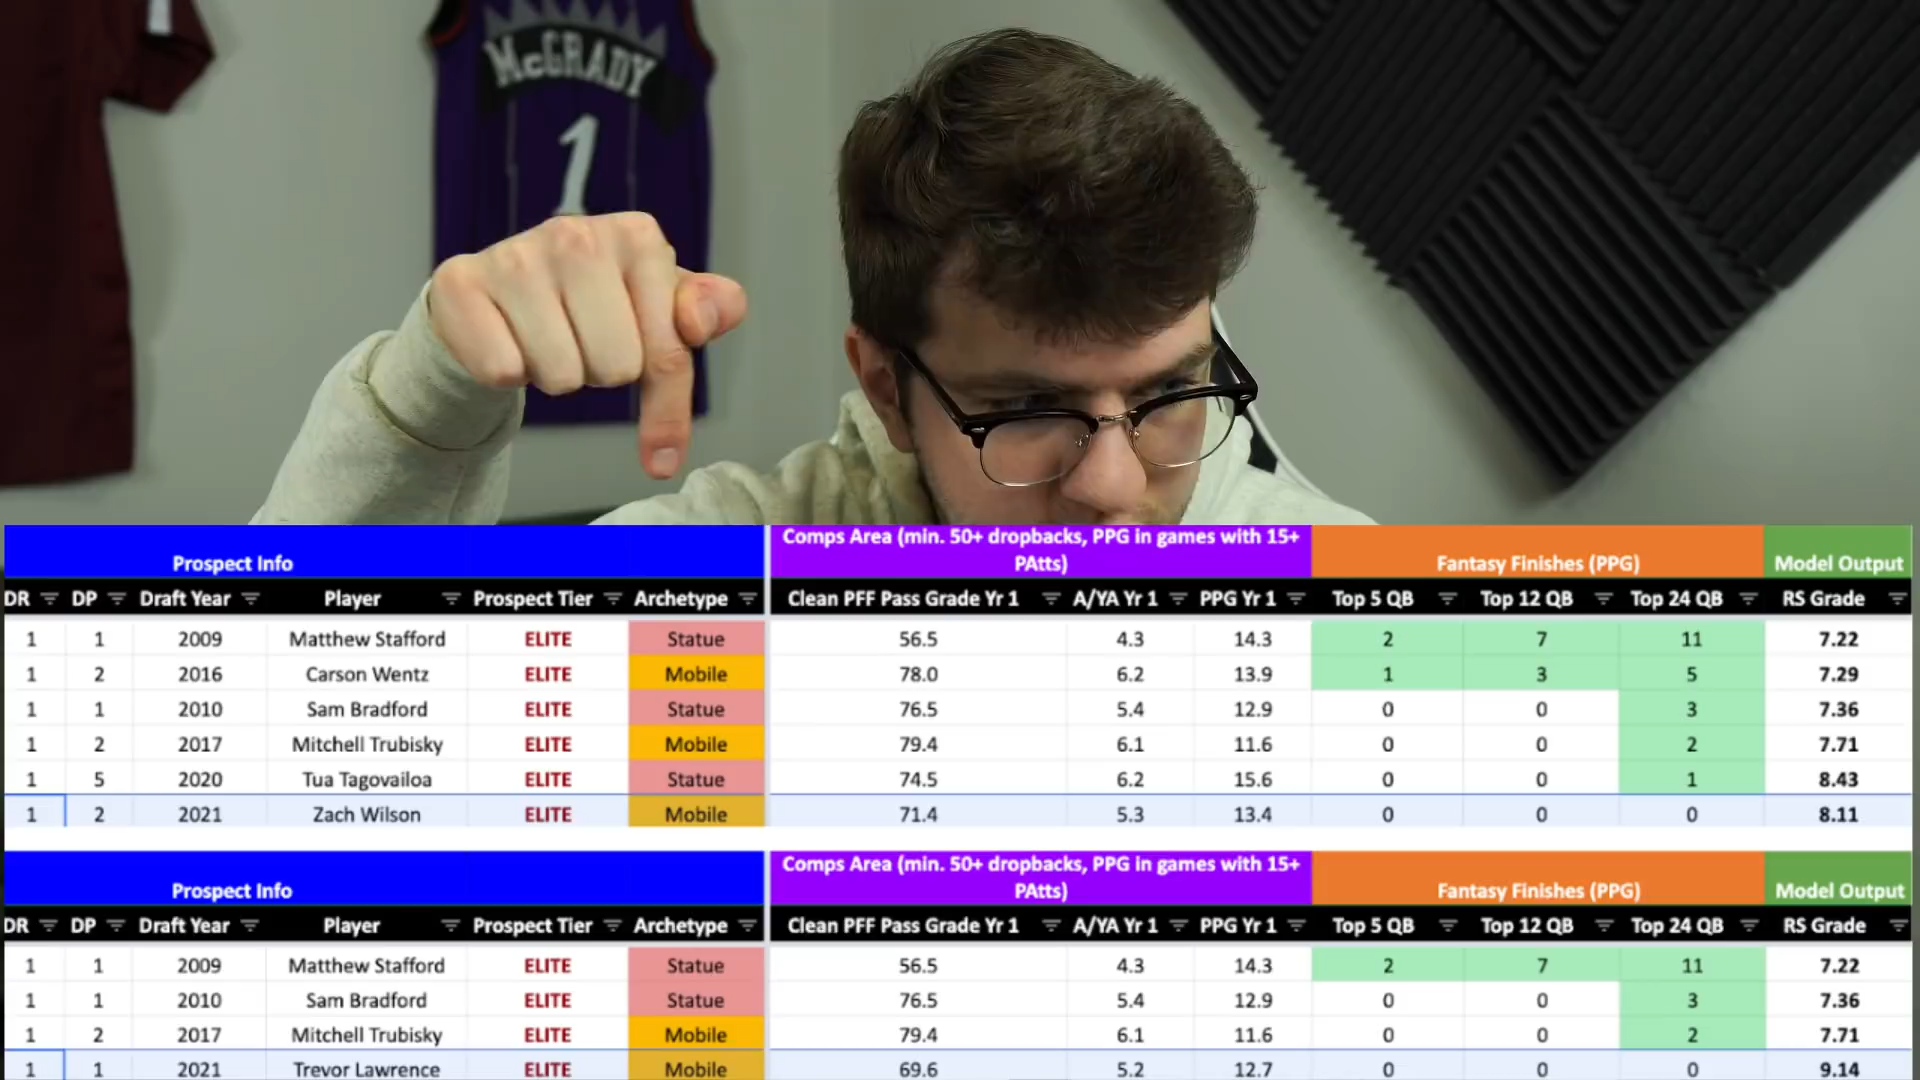 McGRADY
1
Prospect Info
Comps Area (min. 50+ dropbacks, PPG in games with 15+ PAtts)
Fantasy Finishes (PPG)
Model Output
DR DP Draft Year Player Prospect Tier Archetype Clean PFF Pass Grade Yr 1 A/YA Yr 1 PPG Yr 1 Top 5 QB Top 12 QB Top 24 QB RS Grade
1 1 2009 Matthew Stafford ELITE Statue 56.5 4.3 14.3 2 7 11 7.22
1 2 2016 Carson Wentz ELITE Mobile 78.0 6.2 13.9 1 3 5 7.29
1 1 2010 Sam Bradford ELITE Statue 76.5 5.4 12.9 0 0 3 7.36
1 2 2017 Mitchell Trubisky ELITE Mobile 79.4 6.1 11.6 0 0 2 7.71
1 5 2020 Tua Tagovailoa ELITE Statue 74.5 6.2 15.6 0 0 1 8.43
1 2 2021 Zach Wilson ELITE Mobile 71.4 5.3 13.4 0 0 0 8.11
Prospect Info
Comps Area (min. 50+ dropbacks, PPG in games with 15+ PAtts)
Fantasy Finishes (PPG)
Model Output
DR DP Draft Year Player Prospect Tier Archetype Clean PFF Pass Grade Yr 1 A/YA Yr 1 PPG Yr 1 Top 5 QB Top 12 QB Top 24 QB RS Grade
1 1 2009 Matthew Stafford ELITE Statue 56.5 4.3 14.3 2 7 11 7.22
1 1 2010 Sam Bradford ELITE Statue 76.5 5.4 12.9 0 0 3 7.36
1 2 2017 Mitchell Trubisky ELITE Mobile 79.4 6.1 11.6 0 0 2 7.71
1 1 2021 Trevor Lawrence ELITE Mobile 69.6 5.2 12.7 0 0 0 9.14